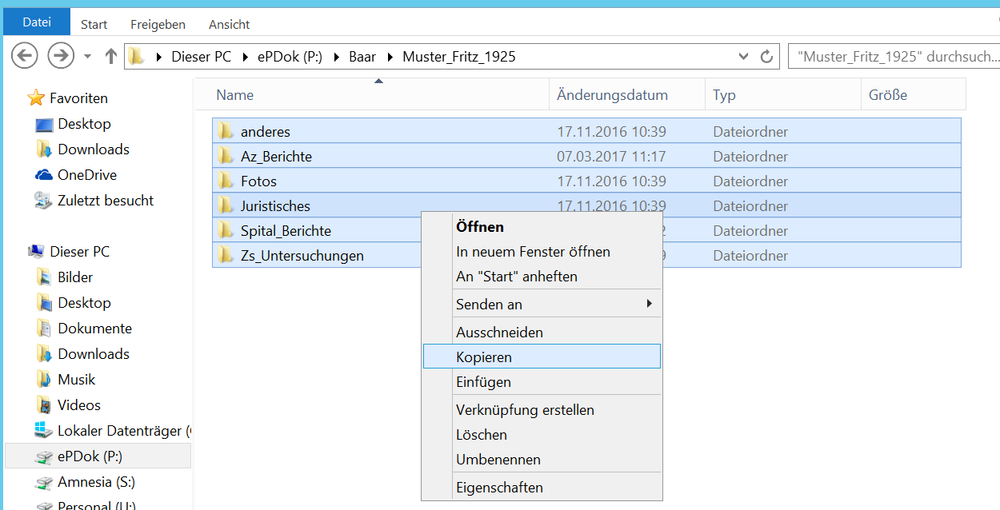 Datei Start Freigeben Ansicht
Dieser PC ePDok (P:) Baar Muster_Fritz_1925 "Muster_Fritz_1925" durchsuch...
Name Änderungsdatum Typ Größe
Favoriten
Desktop
Downloads
OneDrive
Zuletzt besucht
Dieser PC
Bilder
Desktop
Dokumente
Downloads
Musik
Videos
Lokaler Datenträger (
ePDok (P:)
Amnesia (S:)
Personal (U:)
anderes 17.11.2016 10:39 Dateiordner
Az_Berichte 07.03.2017 11:17 Dateiordner
Fotos 17.11.2016 10:39 Dateiordner
Juristisches 17.11.2016 10:39 Dateiordner
Spital_Berichte Dateiordner
Zs_Untersuchungen Dateiordner
Öffnen
In neuem Fenster öffnen
An "Start" anheften
Senden an
Ausschneiden
Kopieren
Einfügen
Verknüpfung erstellen
Löschen
Umbenennen
Eigenschaften